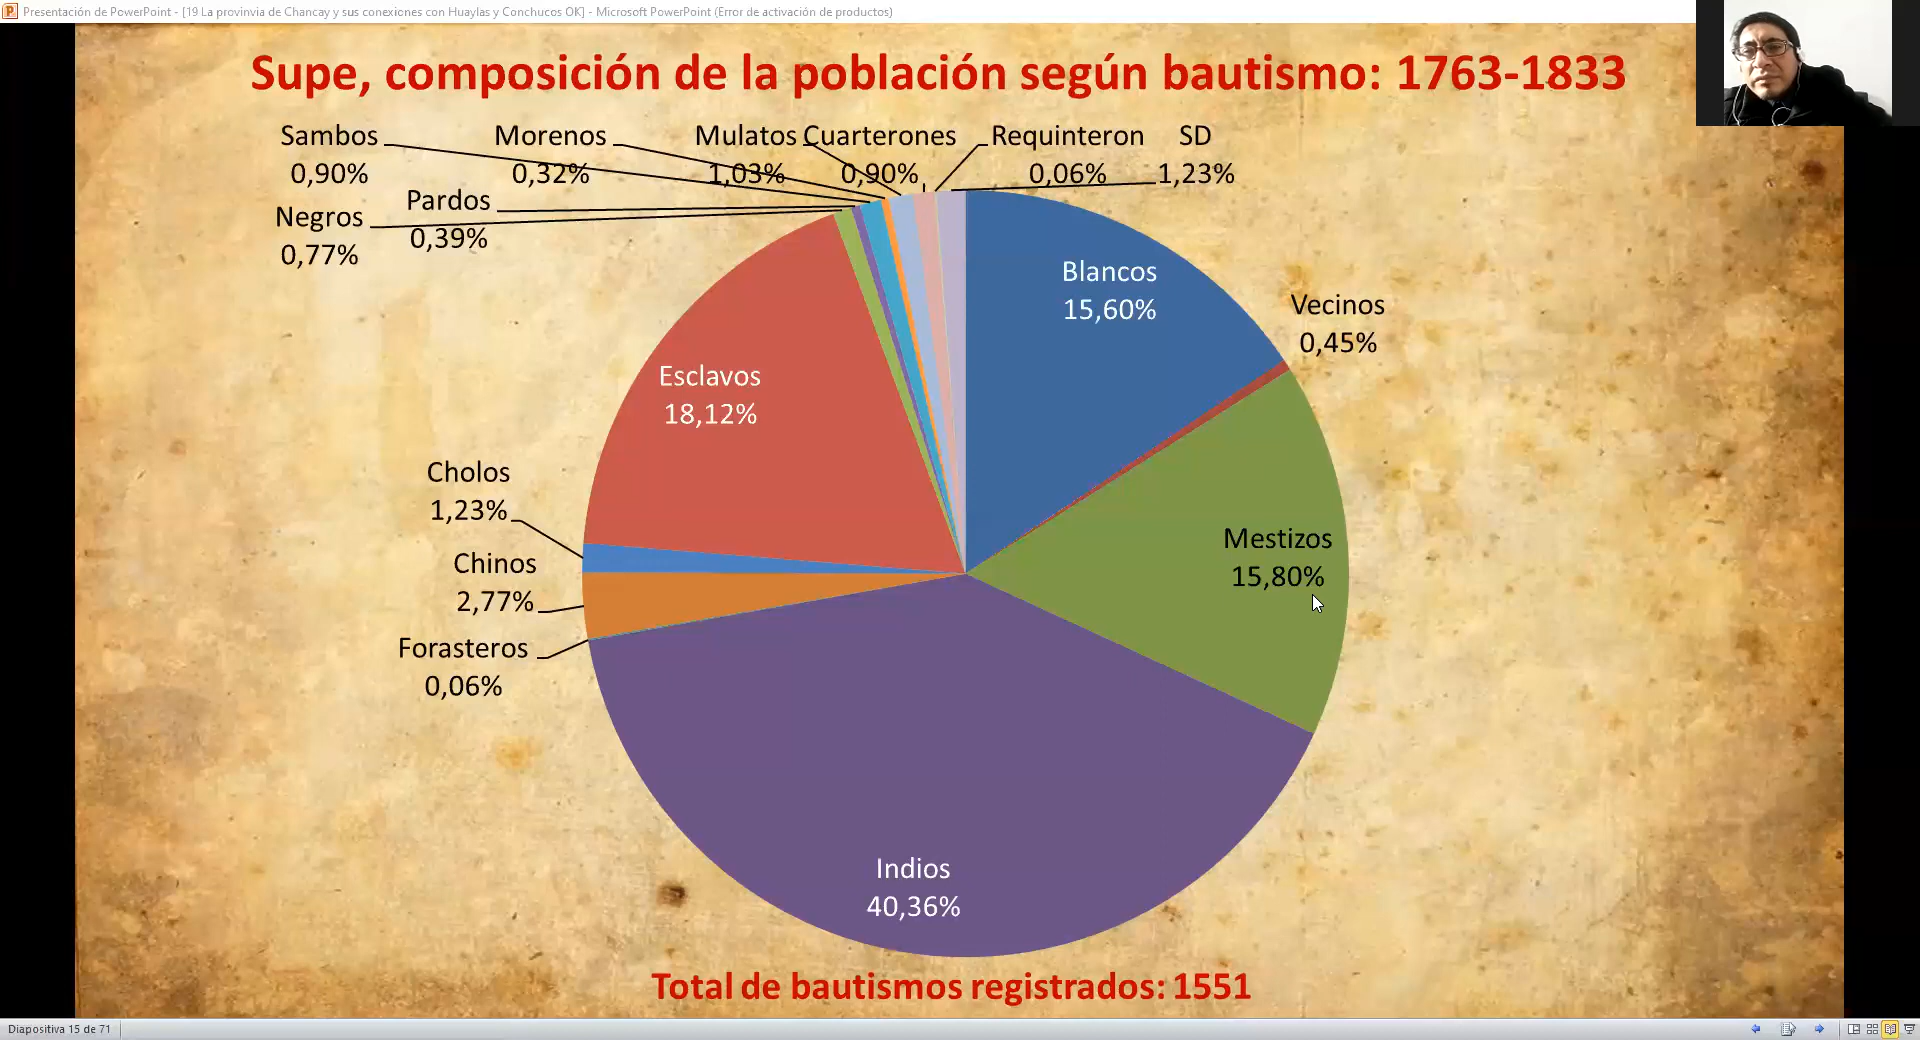 Presentación de PowerPoint - [19 La provinvia de Chancay y sus conexiones con Huaylas y Conchucos OK] - Microsoft PowerPoint (Error de activación de productos)
Supe, composición de la población según bautismo: 1763-1833
Sambos
0,90%
Morenos
0,32%
Mulatos
1,03%
Cuarterones
0,90%
Requinteron
0,06%
SD
1,23%
Negros
0,77%
Pardos
0,39%
Blancos
15,60%
Vecinos
0,45%
Esclavos
18,12%
Cholos
1,23%
Mestizos
15,80%
Chinos
2,77%
Forasteros
0,06%
Indios
40,36%
Total de bautismos registrados: 1551
Diapositiva 15 de 71